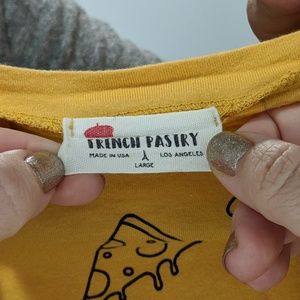 FRENCH PASTRY
MADE IN USA LOS ANGELES
LARGE